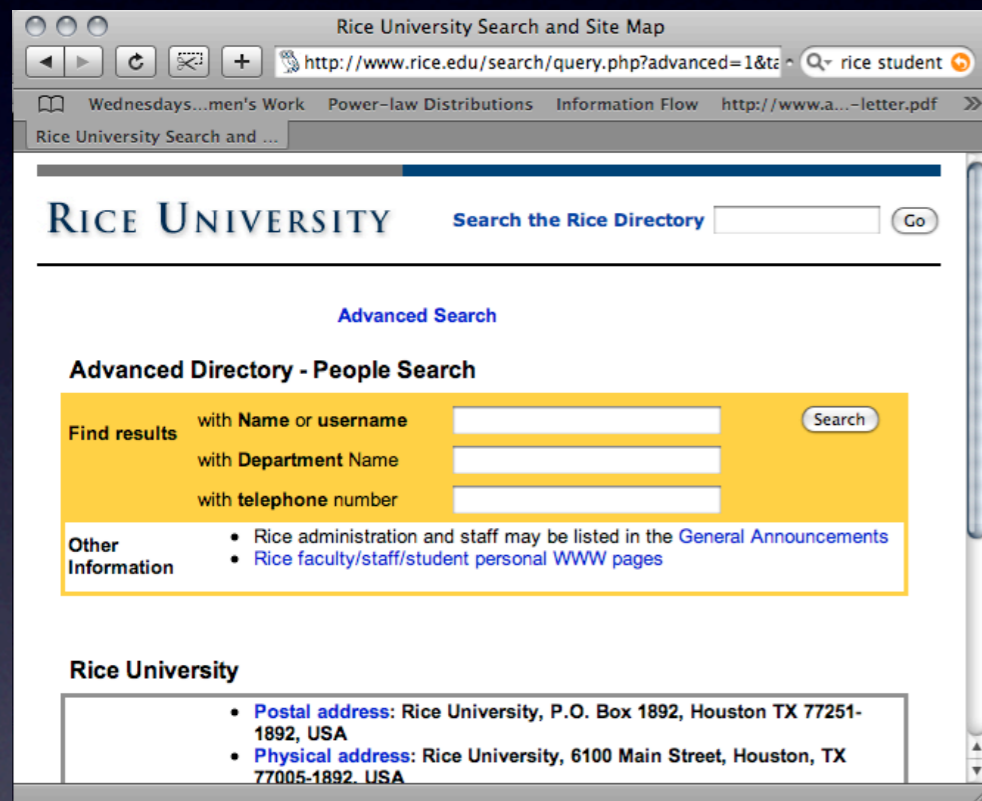 Rice University Search and Site Map
http://www.rice.edu/search/query.php?advanced=1&ta
rice student
Wednesdays...men's Work Power-law Distributions Information Flow http://www.a...-letter.pdf
Rice University Search and ...
RICE UNIVERSITY
Search the Rice Directory
Go
Advanced Search
Advanced Directory - People Search
Find results
with Name or username
Search
with Department Name
with telephone number
Other
Information
• Rice administration and staff may be listed in the General Announcements
• Rice faculty/staff/student personal WWW pages
Rice University
• Postal address: Rice University, P.O. Box 1892, Houston TX 77251-
1892, USA
• Physical address: Rice University, 6100 Main Street, Houston, TX
77005-1892, USA